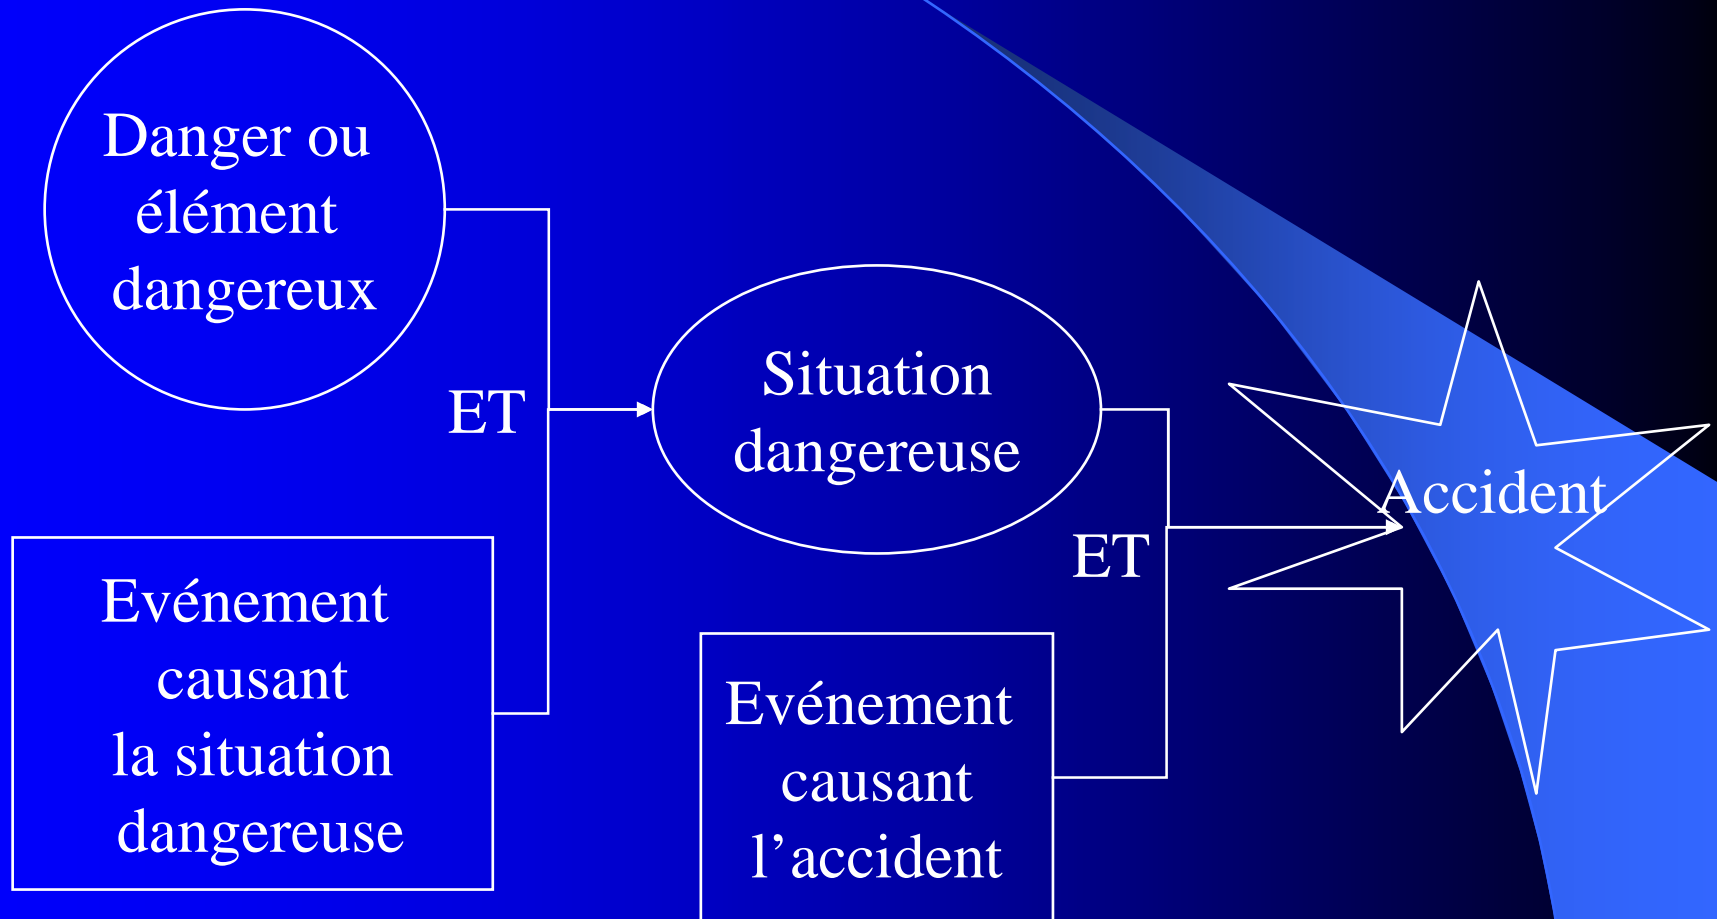 Danger ou
élément
dangereux
ET
Situation
dangereuse
Accident
ET
Evénement
causant
la situation
dangereuse
Evénement
causant
l’accident